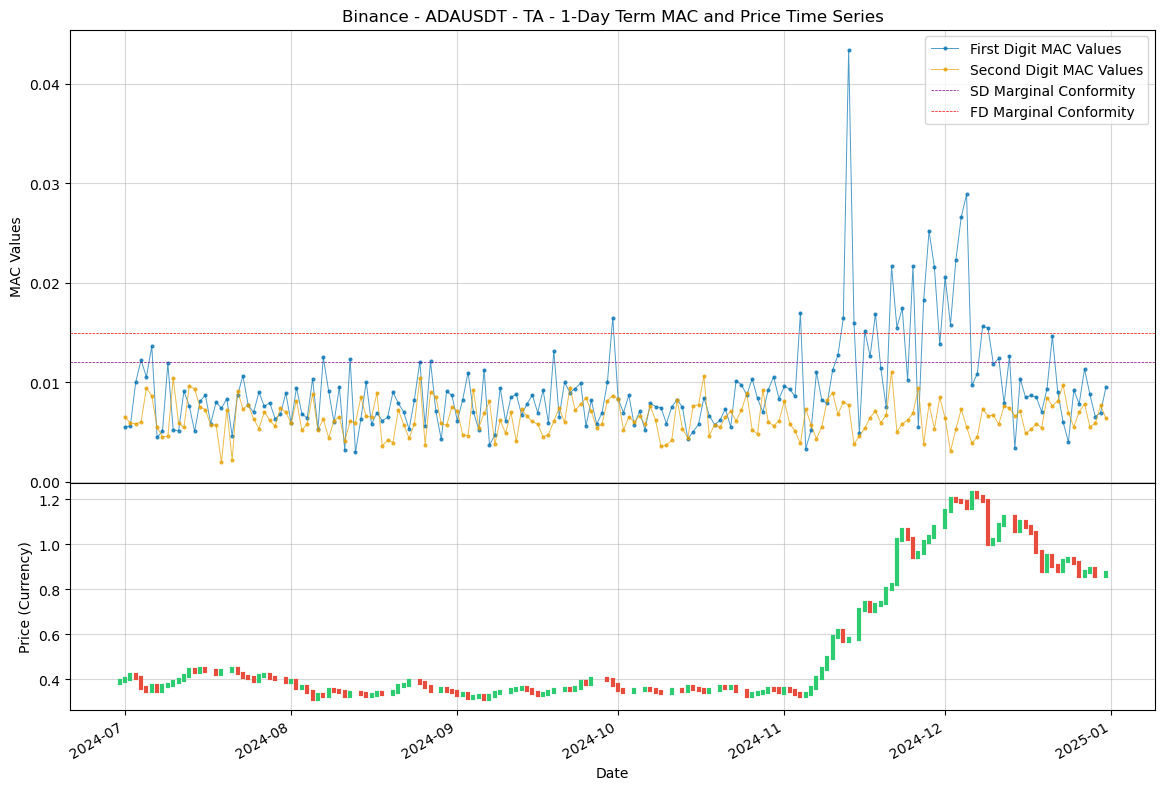 Binance - ADAUSDT - TA - 1-Day Term MAC and Price Time Series
First Digit MAC Values
Second Digit MAC Values
SD Marginal Conformity
FD Marginal Conformity
MAC Values
0.04
0.03
0.02
0.01
0.00
Price (Currency)
1.2
1.0
0.8
0.6
0.4
2024-07
2024-08
2024-09
2024-10
2024-11
2024-12
2025-01
Date